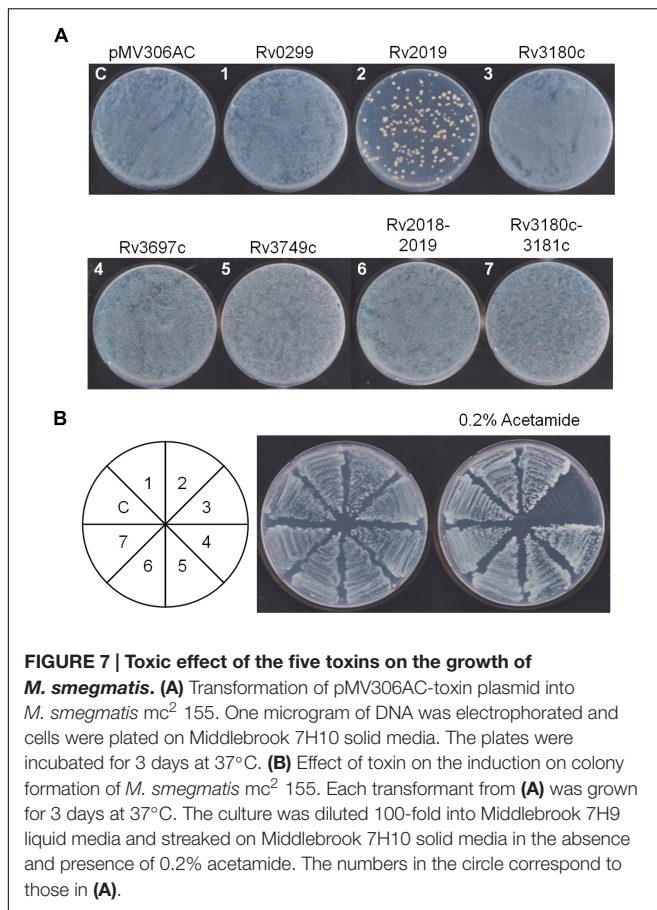 A
pMV306AC Rv0299 Rv2019 Rv3180c
C 1 2 3
Rv3697c Rv3749c Rv2018-2019 Rv3180c-3181c
4 5 6 7
B
0.2% Acetamide
1 2
C 3
7 4
6 5
FIGURE 7 | Toxic effect of the five toxins on the growth of
M. smegmatis. (A) Transformation of pMV306AC-toxin plasmid into
M. smegmatis mc² 155. One microgram of DNA was electrophorated and
cells were plated on Middlebrook 7H10 solid media. The plates were
incubated for 3 days at 37°C. (B) Effect of toxin on the induction on colony
formation of M. smegmatis mc² 155. Each transformant from (A) was grown
for 3 days at 37°C. The culture was diluted 100-fold into Middlebrook 7H9
liquid media and streaked on Middlebrook 7H10 solid media in the absence
and presence of 0.2% acetamide. The numbers in the circle correspond to
those in (A).